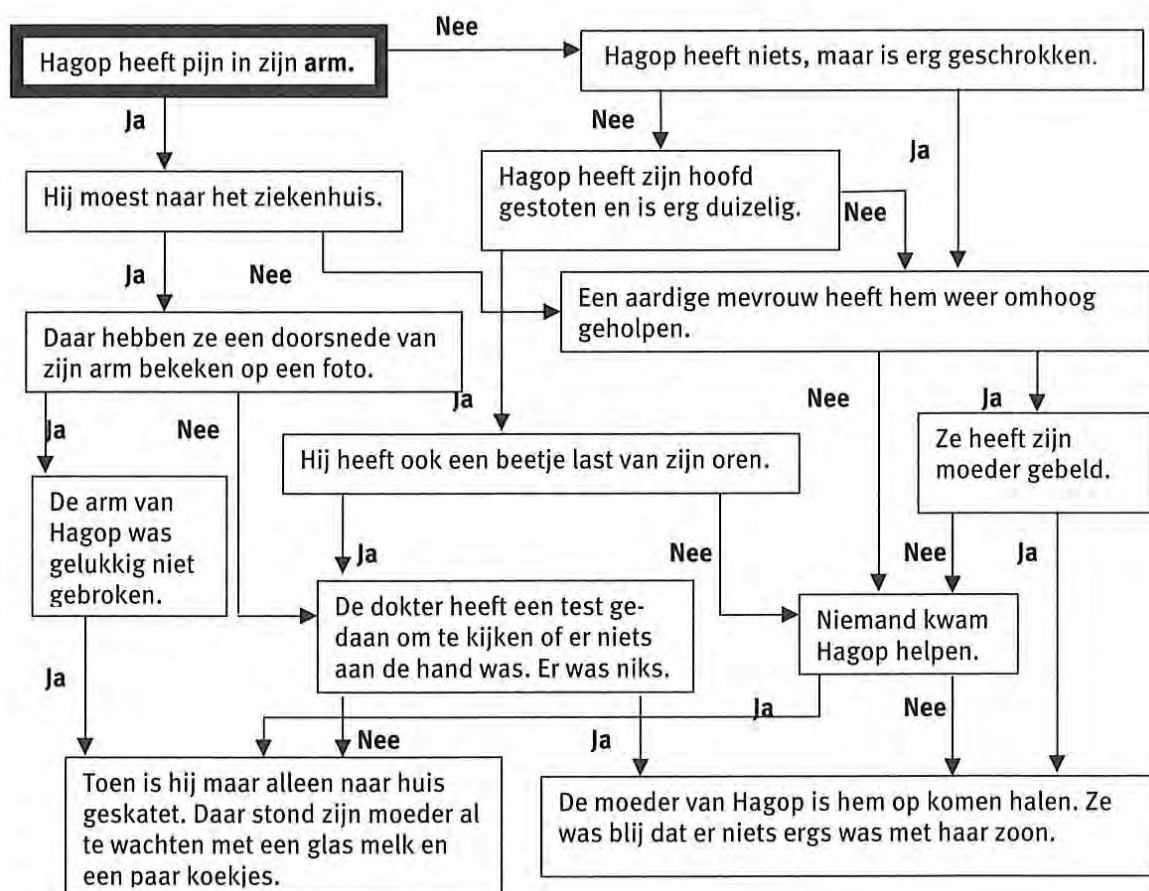 Nee
Hagop heeft pijn in zijn arm.
Hagop heeft niets, maar is erg geschrokken.
Ja
Nee
Ja
Hij moest naar het ziekenhuis.
Hagop heeft zijn hoofd
gestoten en is erg duizelig.
Nee
Ja
Nee
Een aardige mevrouw heeft hem weer omhoog
geholpen.
Daar hebben ze een doorsnede van
zijn arm bekeken op een foto.
Ja
Nee
Ja
Ja
Nee
Hij heeft ook een beetje last van zijn oren.
Ze heeft zijn
moeder gebeld.
De arm van
Hagop was
gelukkig niet
gebroken.
Ja
Nee
Nee
Ja
De dokter heeft een test ge-
daan om te kijken of er niets
aan de hand was. Er was niks.
Niemand kwam
Hagop helpen.
Ja
Ja
Nee
Nee
Ja
Toen is hij maar alleen naar huis
geskatet. Daar stond zijn moeder al
te wachten met een glas melk en
een paar koekjes.
De moeder van Hagop is hem op komen halen. Ze
was blij dat er niets ergs was met haar zoon.